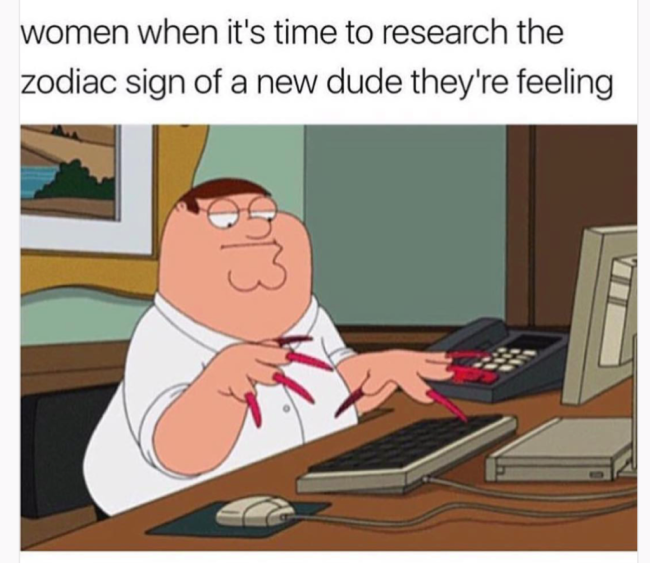 women when it's time to research the
zodiac sign of a new dude they're feeling